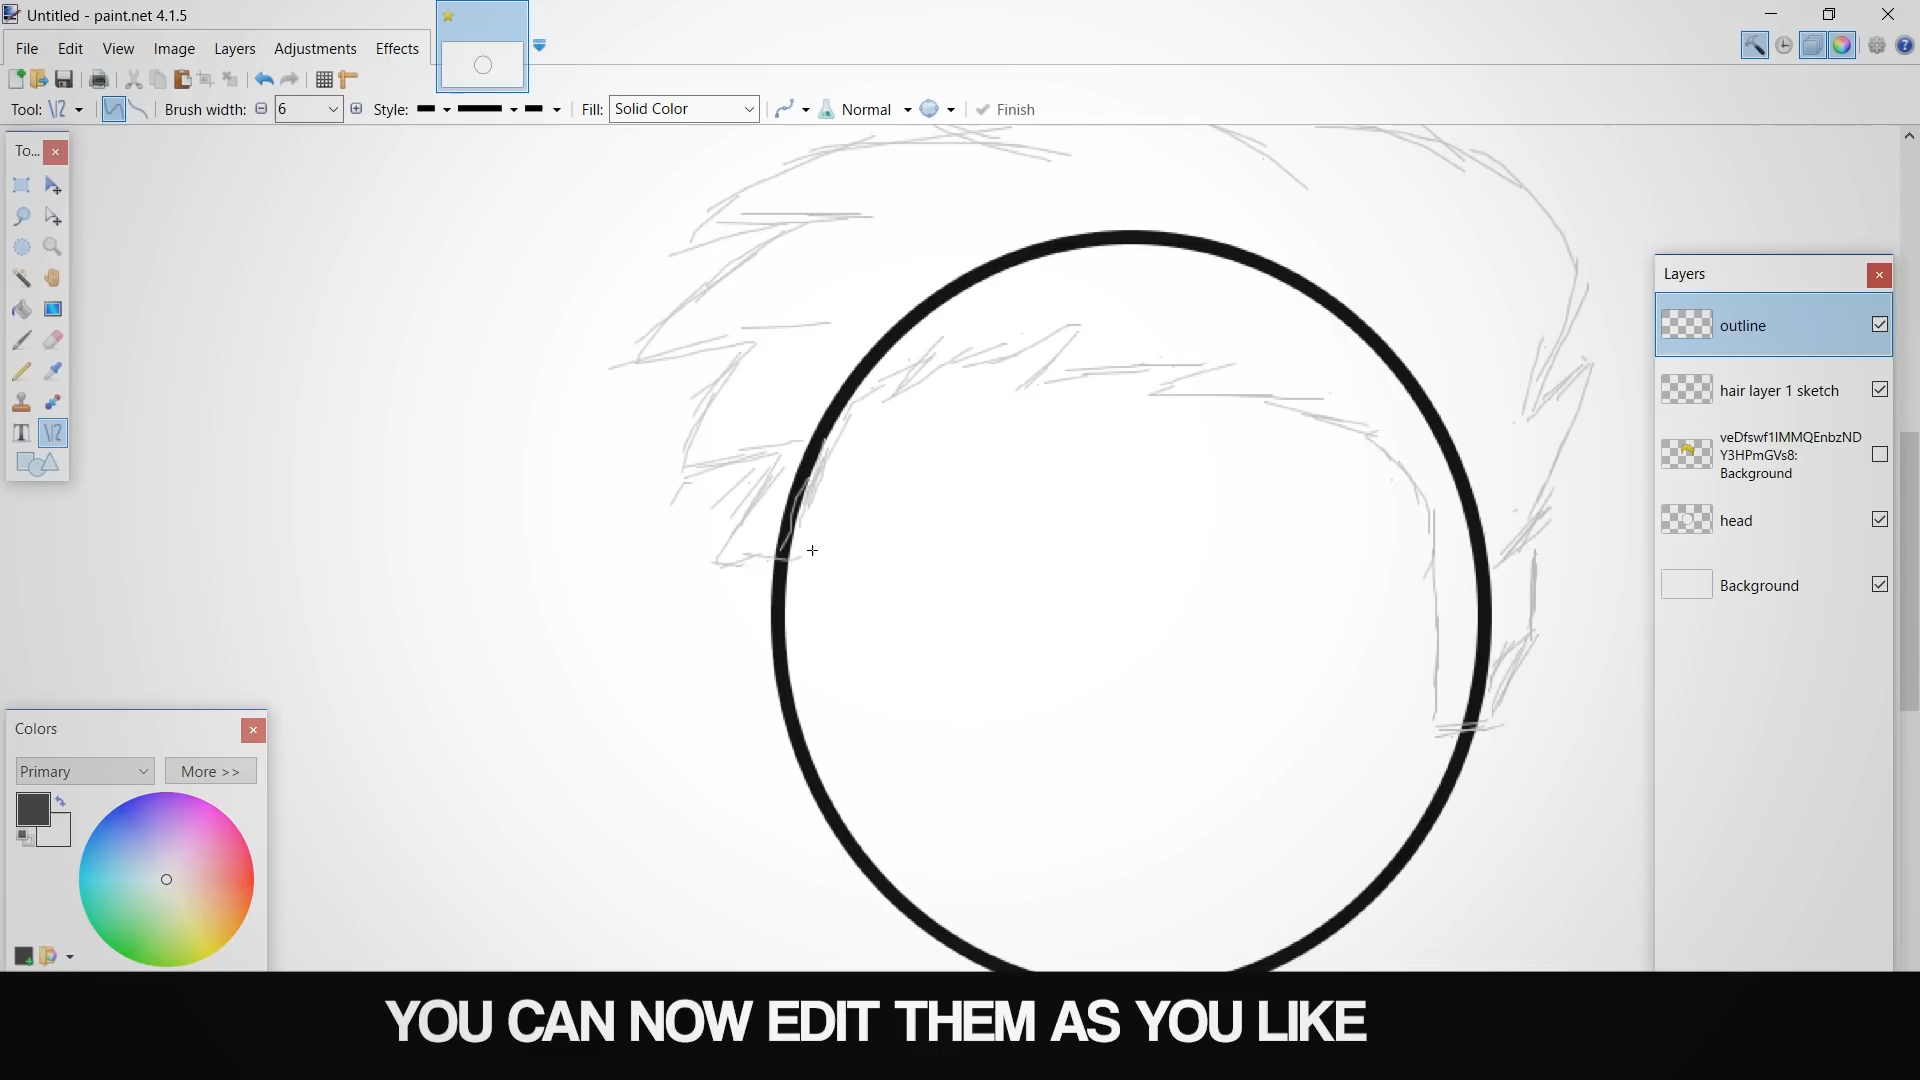 Untitled - paint.net 4.1.5
File Edit View Image Layers Adjustments Effects
Tool: Brush width: 6 Style: Fill: Solid Color Normal Finish
To...
Layers
outline
hair layer 1 sketch
veDfswf1IMMQEnbzND
Y3HPmGVs8:
Background
head
Background
Colors
Primary More >>
YOU CAN NOW EDIT THEM AS YOU LIKE